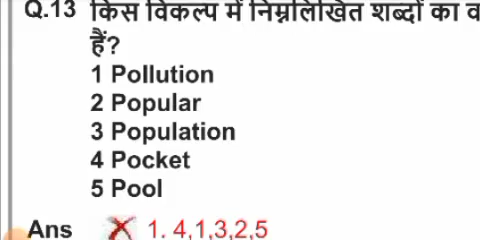 Q.13 किस विकल्प में निम्नलिखित शब्दों का
हैं?
1 Pollution
2 Popular
3 Population
4 Pocket
5 Pool
Ans 1. 4,1,3,2,5